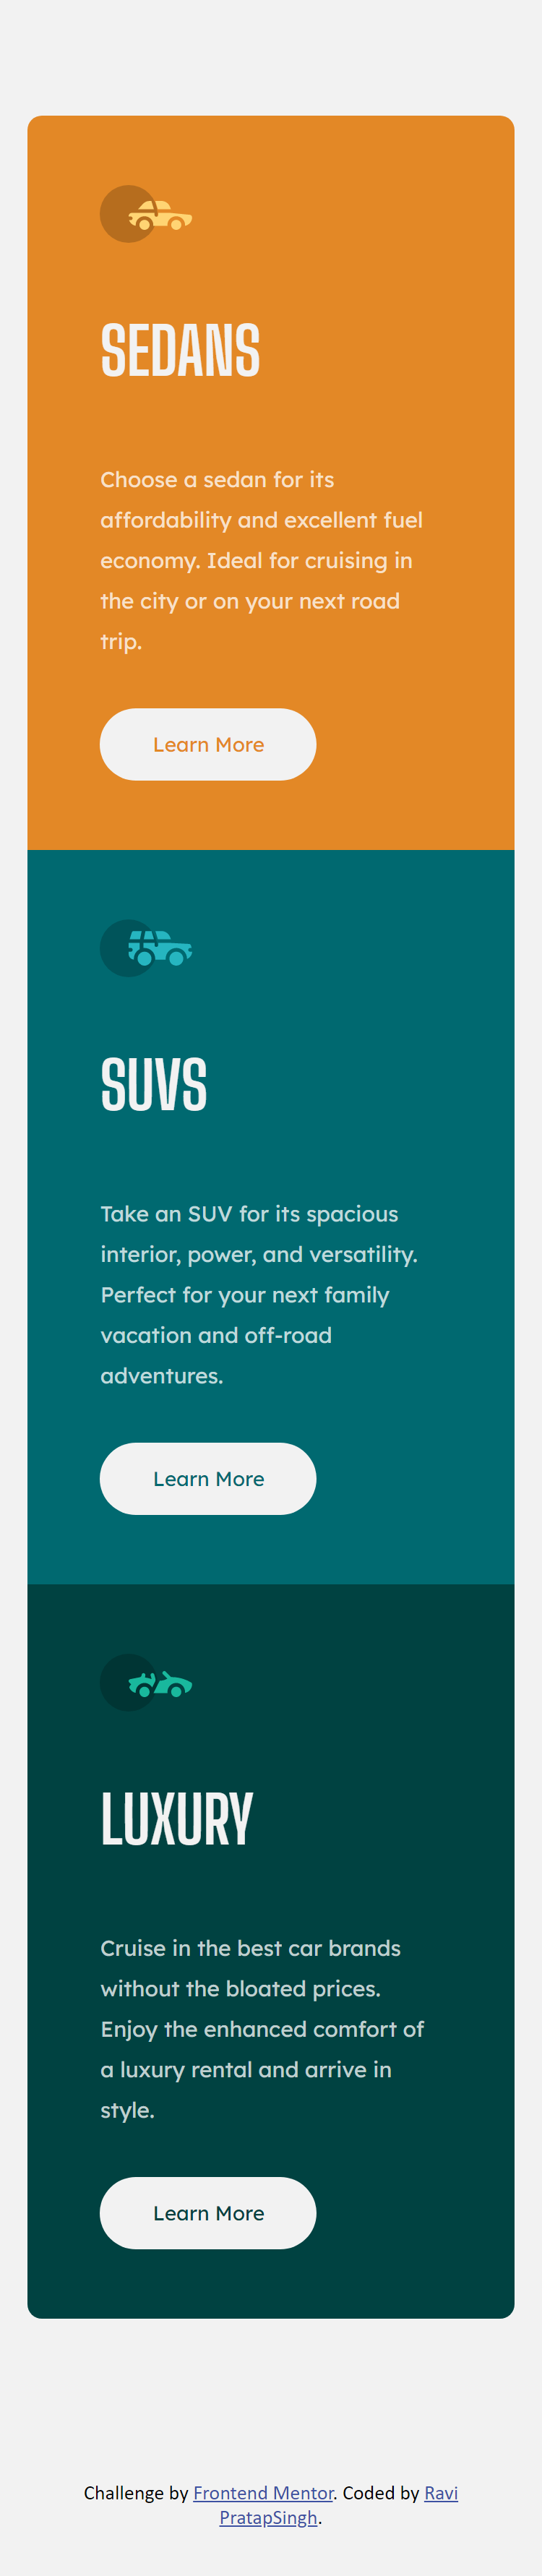 SEDANS
Choose a sedan for its
affordability and excellent fuel
economy. Ideal for cruising in
the city or on your next road
trip.
Learn More
SUVS
Take an SUV for its spacious
interior, power, and versatility.
Perfect for your next family
vacation and off-road
adventures.
Learn More
LUXURY
Cruise in the best car brands
without the bloated prices.
Enjoy the enhanced comfort of
a luxury rental and arrive in
style.
Learn More
Challenge by Frontend Mentor. Coded by Ravi
PratapSingh.